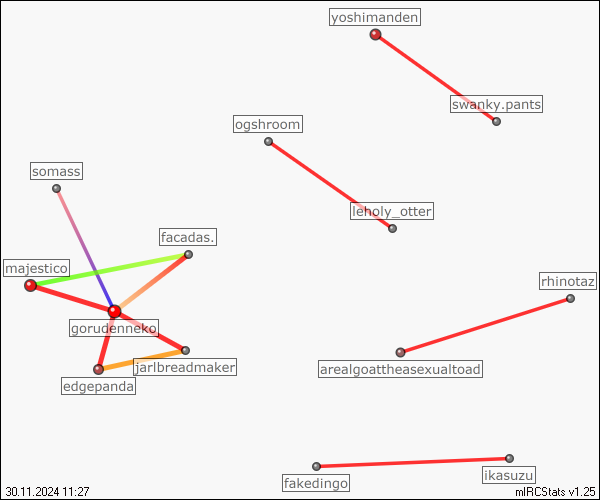 yoshimanden
swanky.pants
ogshroom
somass
leholy_otter
facadas.
majestico
rhinotaz
gorudenneko
jarlbreadmaker
arealgoattheasexualtoad
edgepanda
ikasuzu
fakedingo
30.11.2024 11:27
mIRCStats v1.25